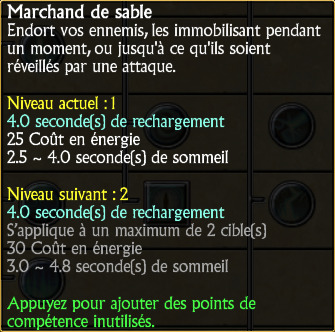 Marchand de sable
Endort vos ennemis, les immobilisant pendant
un moment, ou jusqu'à ce qu'ils soient
réveillés par une attaque.
Niveau actuel : 1
4.0 seconde(s) de rechargement
25 Coût en énergie
2.5 ~ 4.0 seconde(s) de sommeil
Niveau suivant : 2
4.0 seconde(s) de rechargement
S'applique à un maximum de 2 cible(s)
30 Coût en énergie
3.0 ~ 4.8 seconde(s) de sommeil
Appuyez pour ajouter des points de
compétence inutilisés.